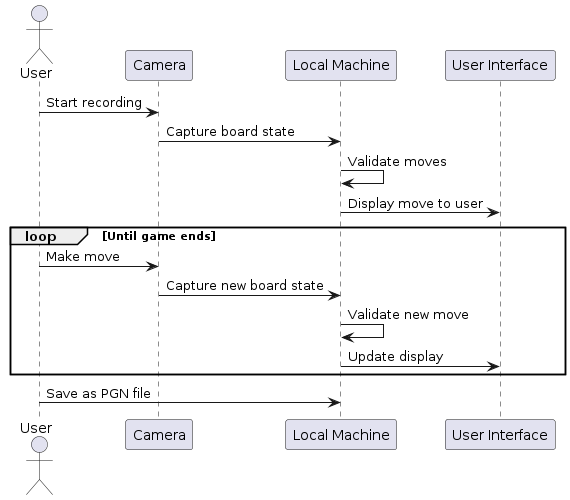 User
Camera
Local Machine
User Interface
Start recording
Capture board state
Validate moves
Display move to user
loop [Until game ends]
Make move
Capture new board state
Validate new move
Update display
Save as PGN file
User
Camera
Local Machine
User Interface